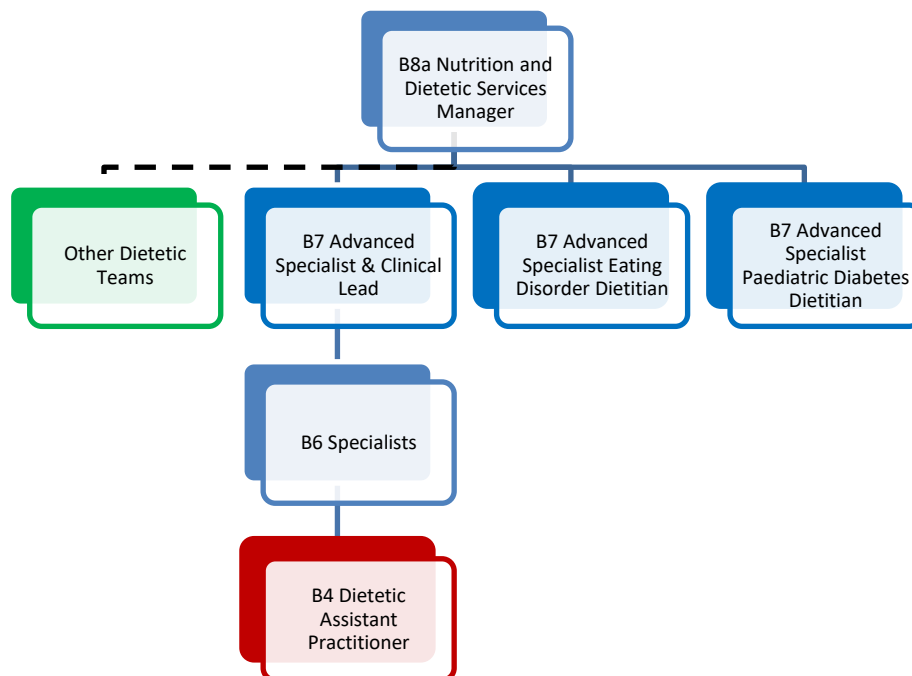 B8a Nutrition and
Dietetic Services
Manager
Other Dietetic
Teams
B7 Advanced
Specialist & Clinical
Lead
B7 Advanced
Specialist Eating
Disorder Dietitian
B7 Advanced
Specialist
Paediatric Diabetes
Dietitian
B6 Specialists
B4 Dietetic
Assistant
Practitioner